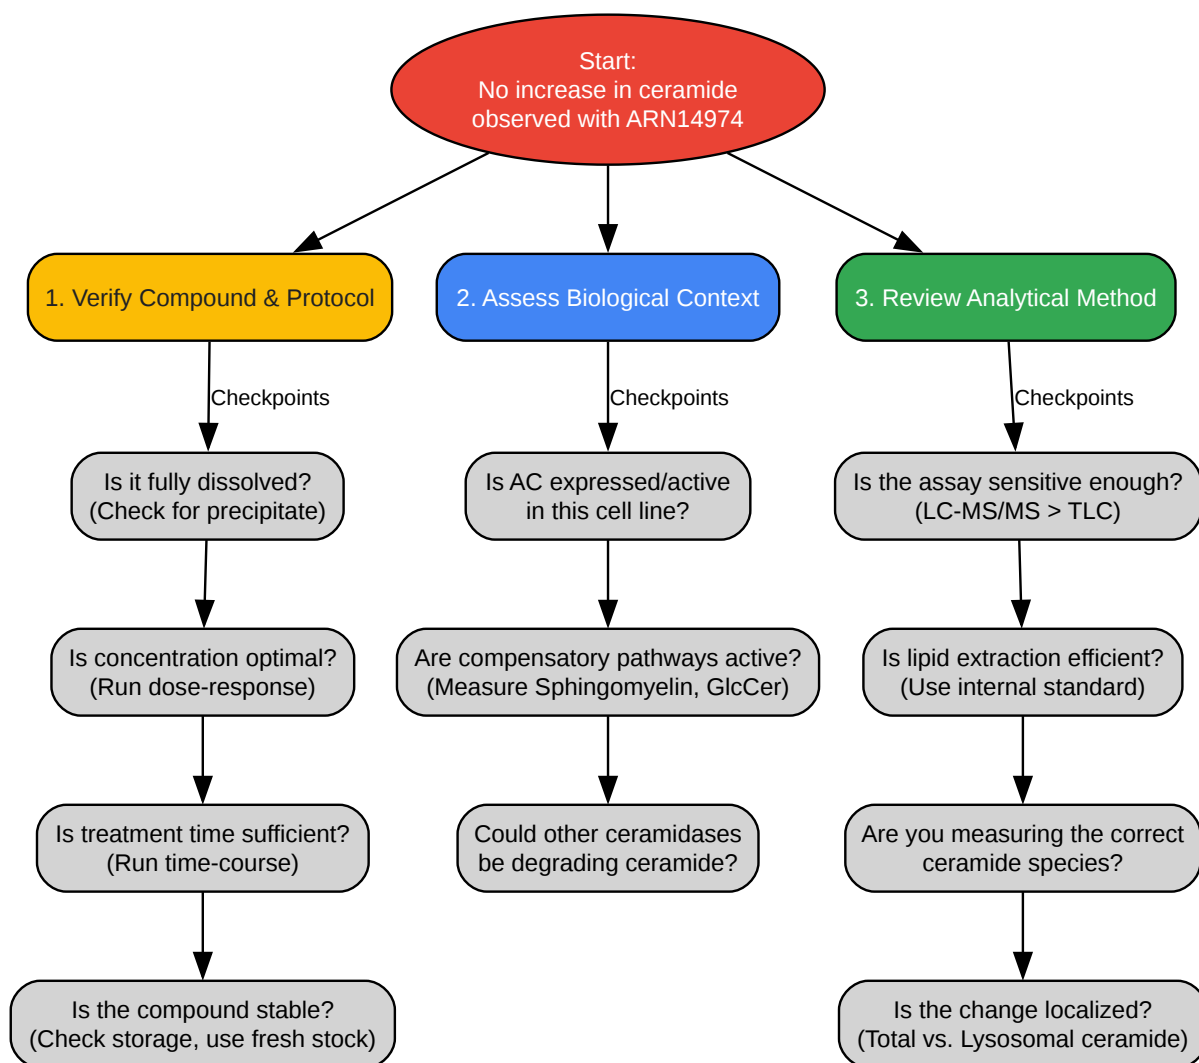 Start:
No increase in ceramide
observed with ARN14974
1. Verify Compound & Protocol
2. Assess Biological Context
3. Review Analytical Method
Checkpoints
Checkpoints
Checkpoints
Is it fully dissolved?
(Check for precipitate)
Is AC expressed/active
in this cell line?
Is the assay sensitive enough?
(LC-MS/MS > TLC)
Is concentration optimal?
(Run dose-response)
Are compensatory pathways active?
(Measure Sphingomyelin, GlcCer)
Is lipid extraction efficient?
(Use internal standard)
Is treatment time sufficient?
(Run time-course)
Could other ceramidases
be degrading ceramide?
Are you measuring the correct
ceramide species?
Is the compound stable?
(Check storage, use fresh stock)
Is the change localized?
(Total vs. Lysosomal ceramide)